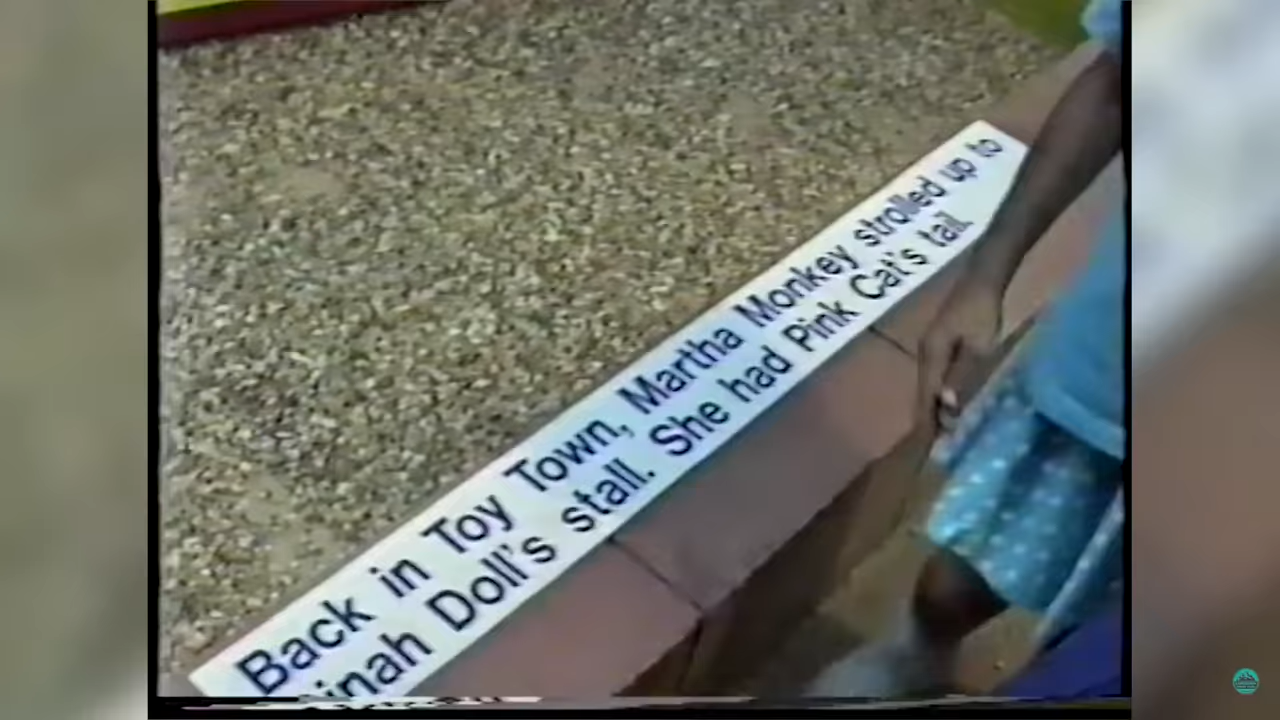 Back in Toy Town, Martha Monkey strolled up to
inah Doll's stall. She had Pink Cat's tail.